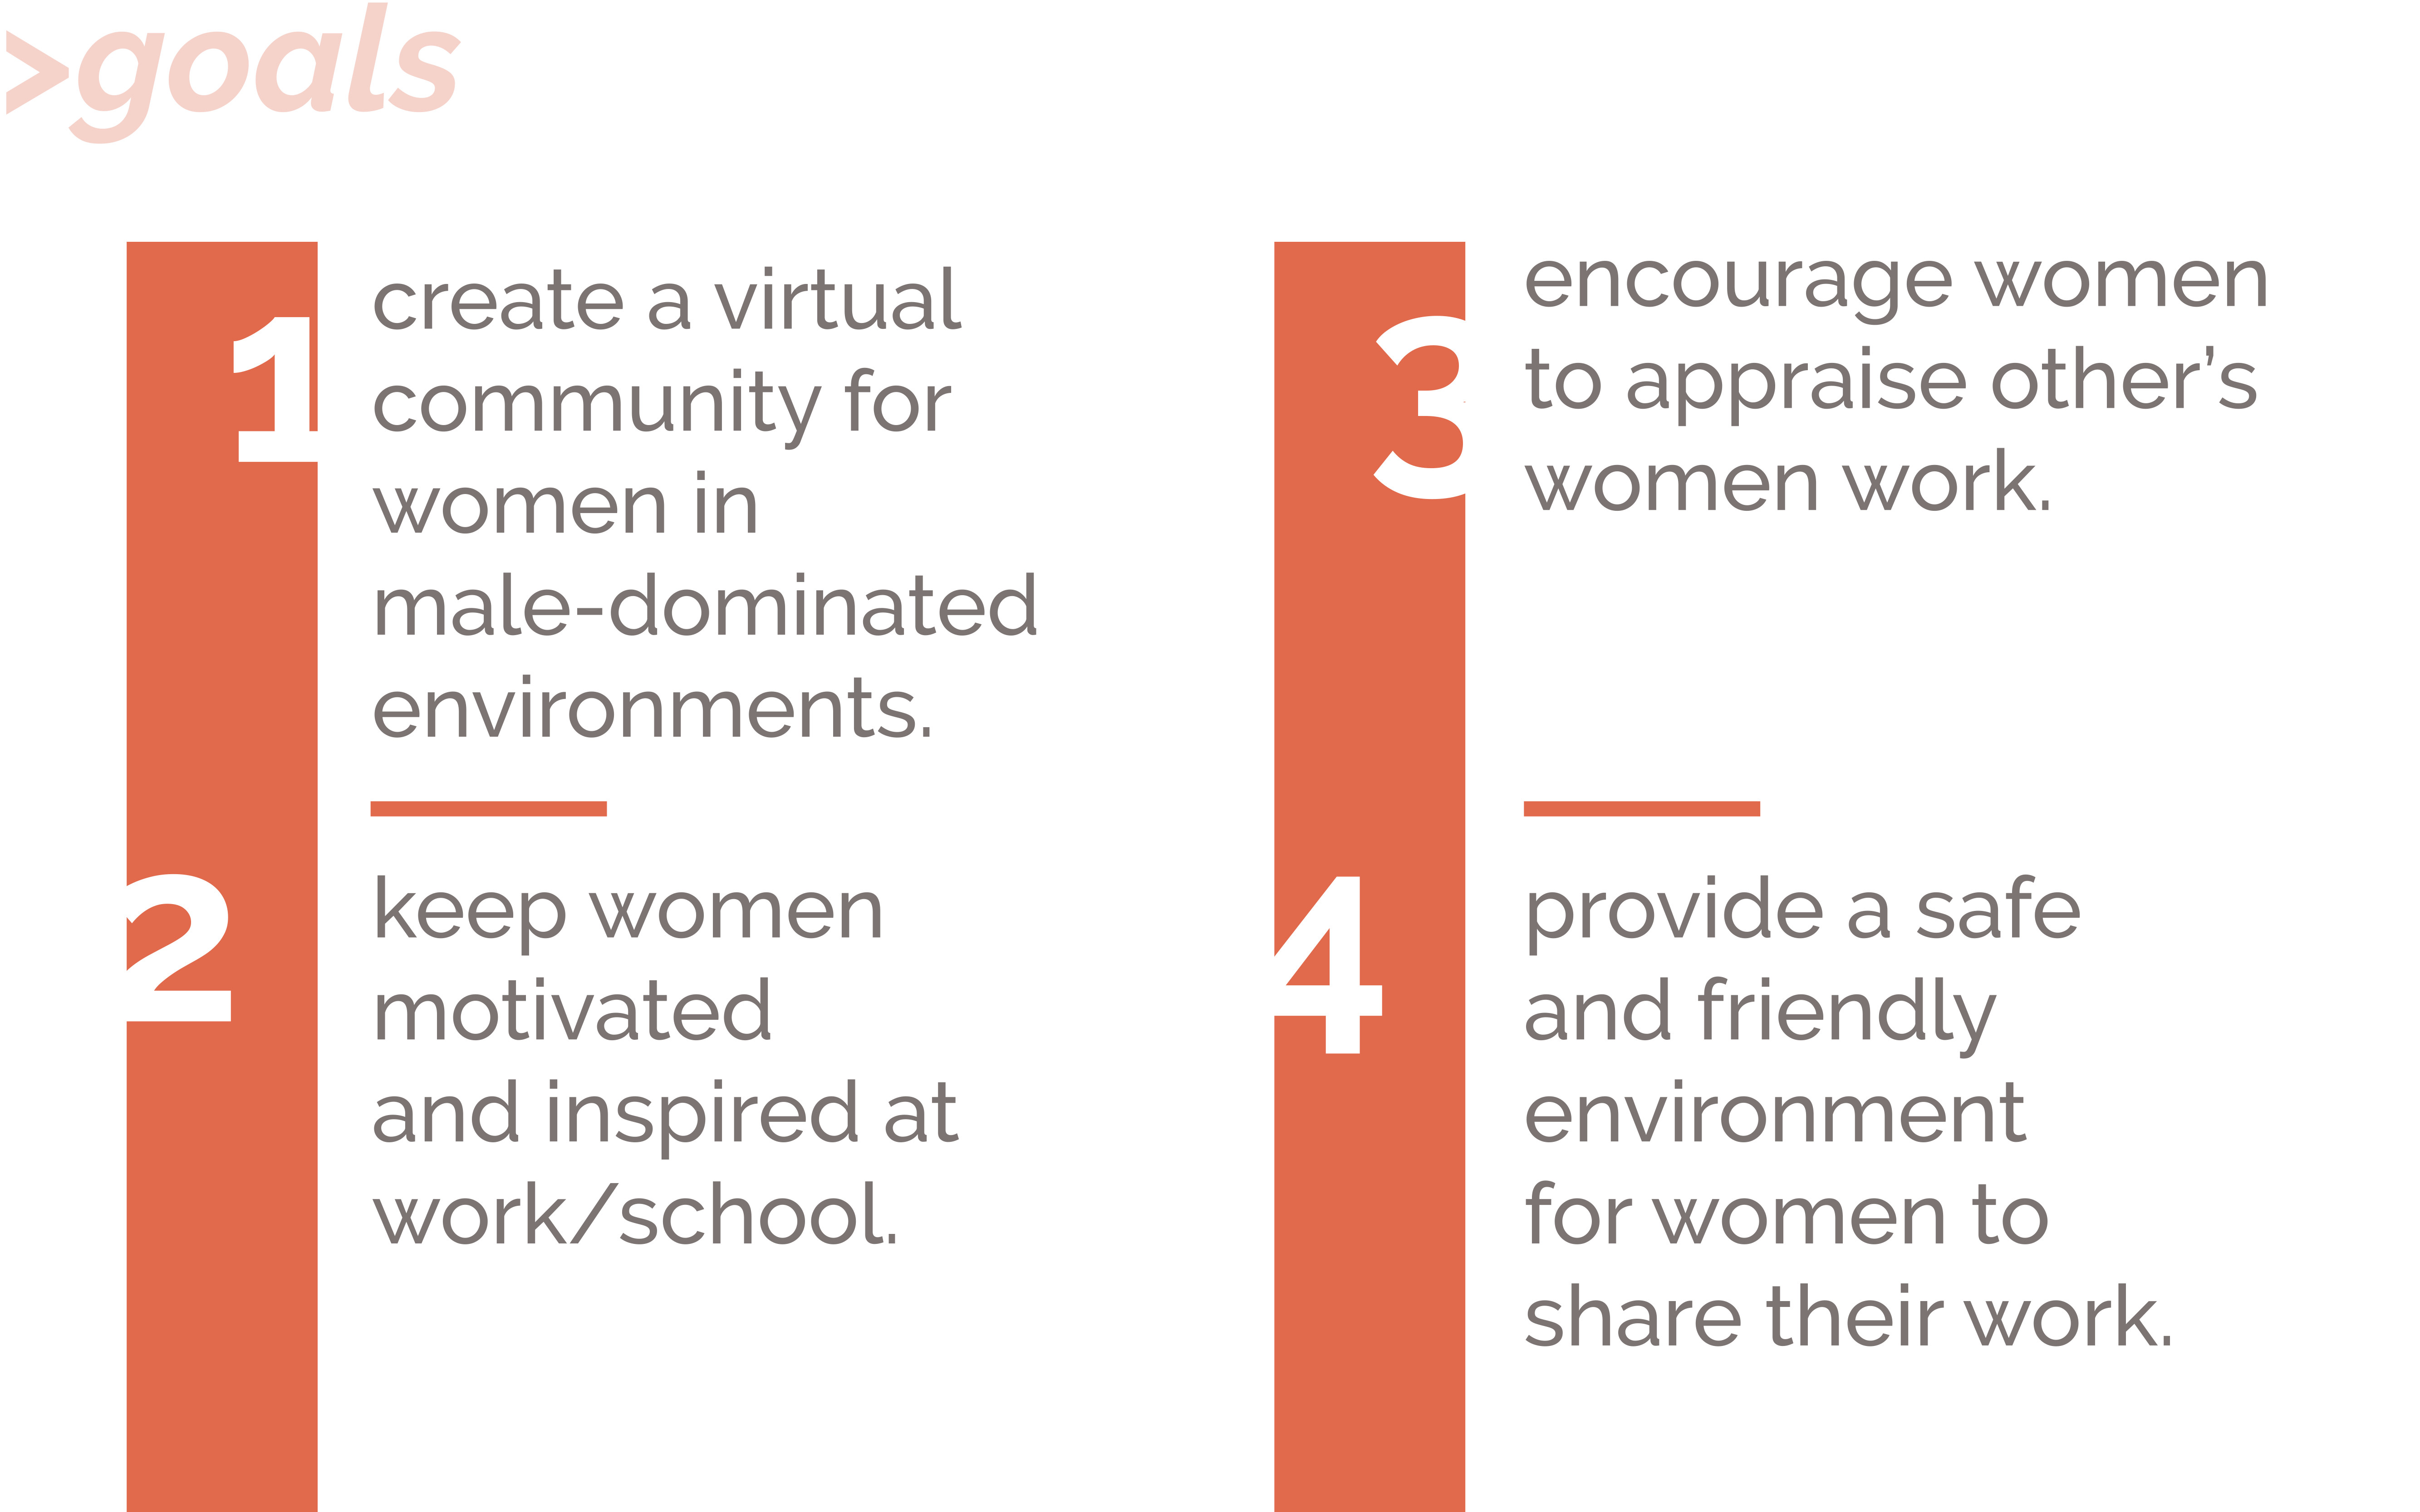 >goals
1
create a virtual
community for
women in
male-dominated
environments.
2
keep women
motivated
and inspired at
work/school.
3
encourage women
to appraise other’s
women work.
4
provide a safe
and friendly
environment
for women to
share their work.